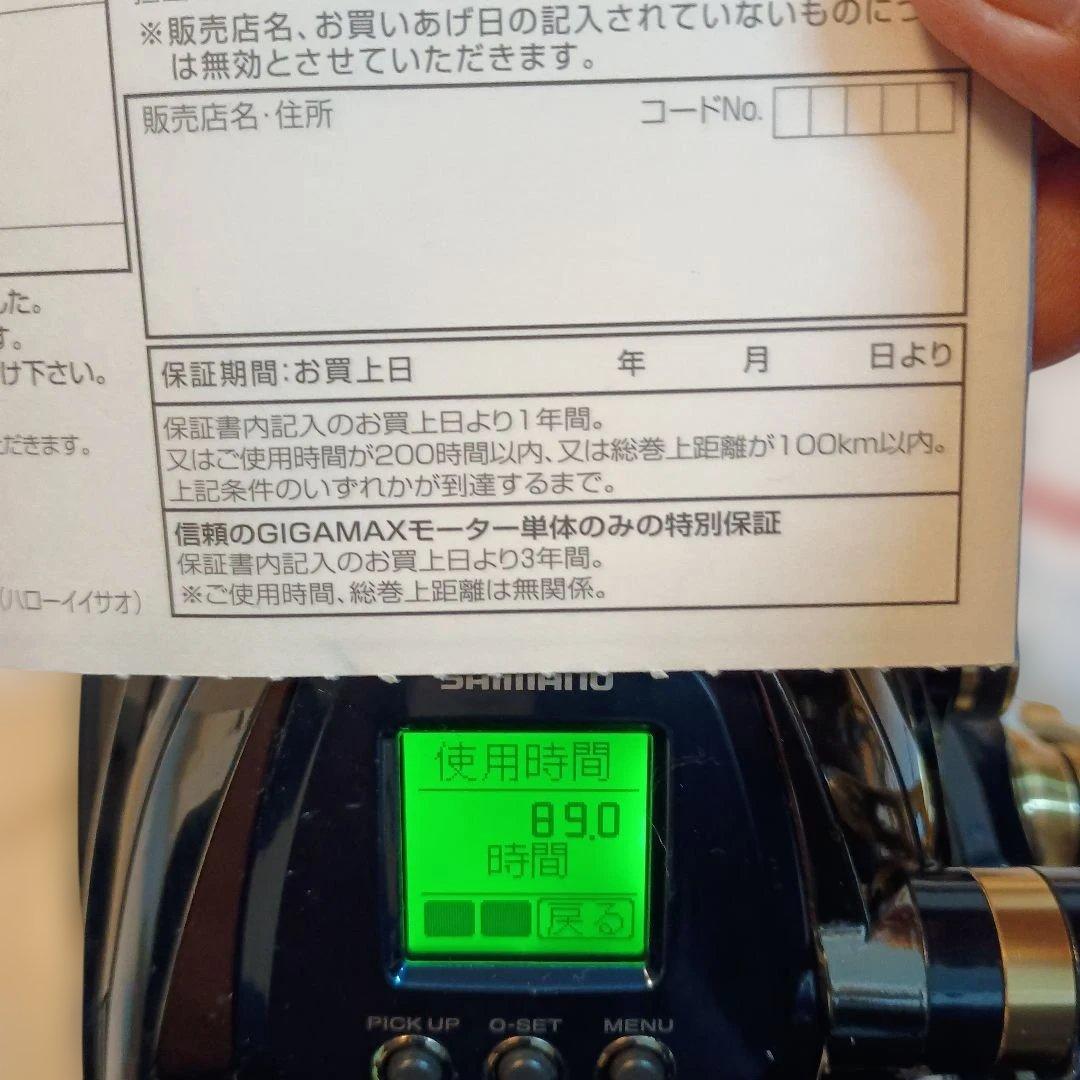 ※販売店名、お買いあげ日の記入されていないものにつ
は無効とさせていただきます。
販売店名・住所
コードNo.
した。
す。
け下さい。
ただきます。
(ハローイイサオ)
保証期間:お買上日 年 月 日より
保証書内記入のお買上日より1年間。
又はご使用時間が200時間以内、又は総巻上距離が100km以内。
上記条件のいずれかが到達するまで。
信頼のGIGAMAXモーター単体のみの特別保証
保証書内記入のお買上日より3年間。
※ご使用時間、総巻上距離は無関係。
SHIMANO
使用時間
89.0
時間
戻る
PICK UP 0-SET MENU